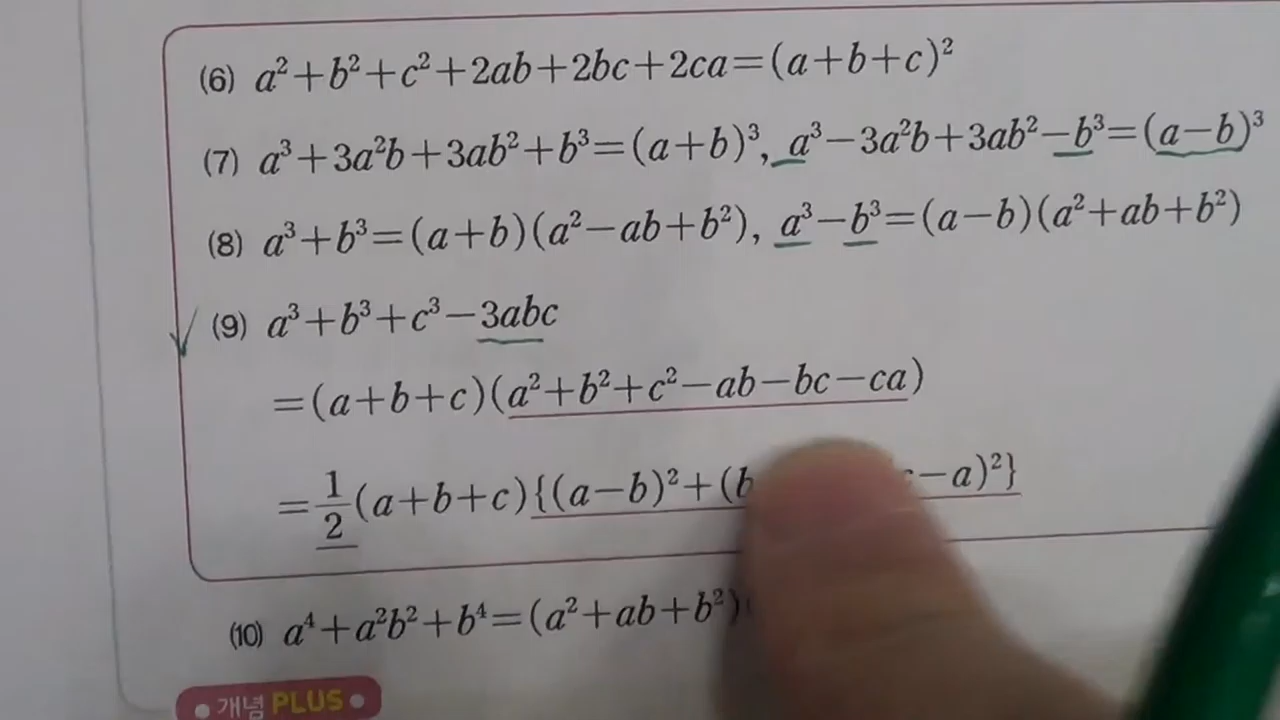 (6) a²+b²+c²+2ab+2bc+2ca=(a+b+c)²
(7) a³+3a²b+3ab²+b³=(a+b)³, a³−3a²b+3ab²−b³=(a−b)³
(8) a³+b³=(a+b)(a²−ab+b²), a³−b³=(a−b)(a²+ab+b²)
(9) a³+b³+c³−3abc
=(a+b+c)(a²+b²+c²−ab−bc−ca)
=1/2(a+b+c){(a−b)²+(b −a)²}
(10) a⁴+a²b²+b⁴=(a²+ab+b²)
개념 PLUS